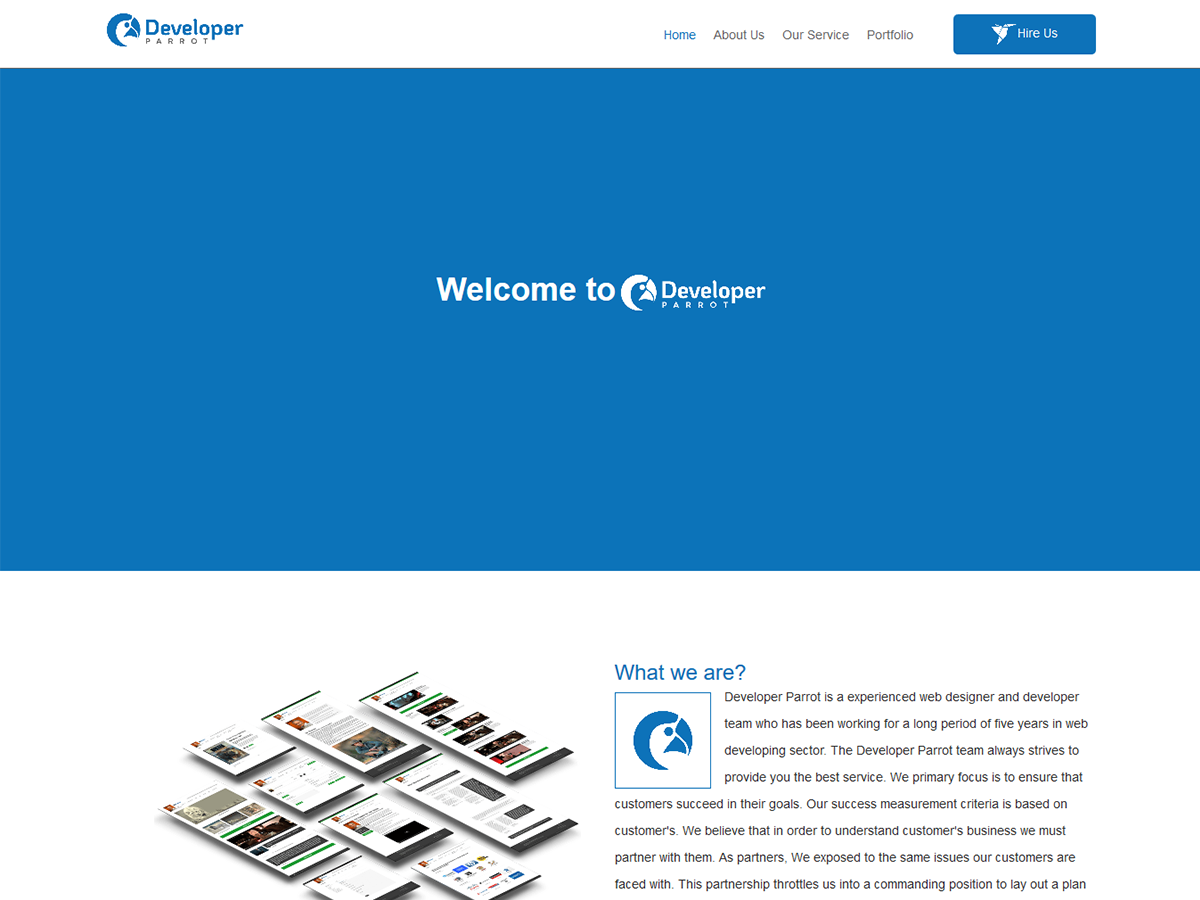 Developer
PARROT
Home
About Us
Our Service
Portfolio
Hire Us
Welcome to Developer
PARROT
What we are?
Developer Parrot is a experienced web designer and developer
team who has been working for a long period of five years in web
developing sector. The Developer Parrot team always strives to
provide you the best service. We primary focus is to ensure that
customers succeed in their goals. Our success measurement criteria is based on
customer's. We believe that in order to understand customer's business we must
partner with them. As partners, We exposed to the same issues our customers are
faced with. This partnership throttles us into a commanding position to lay out a plan